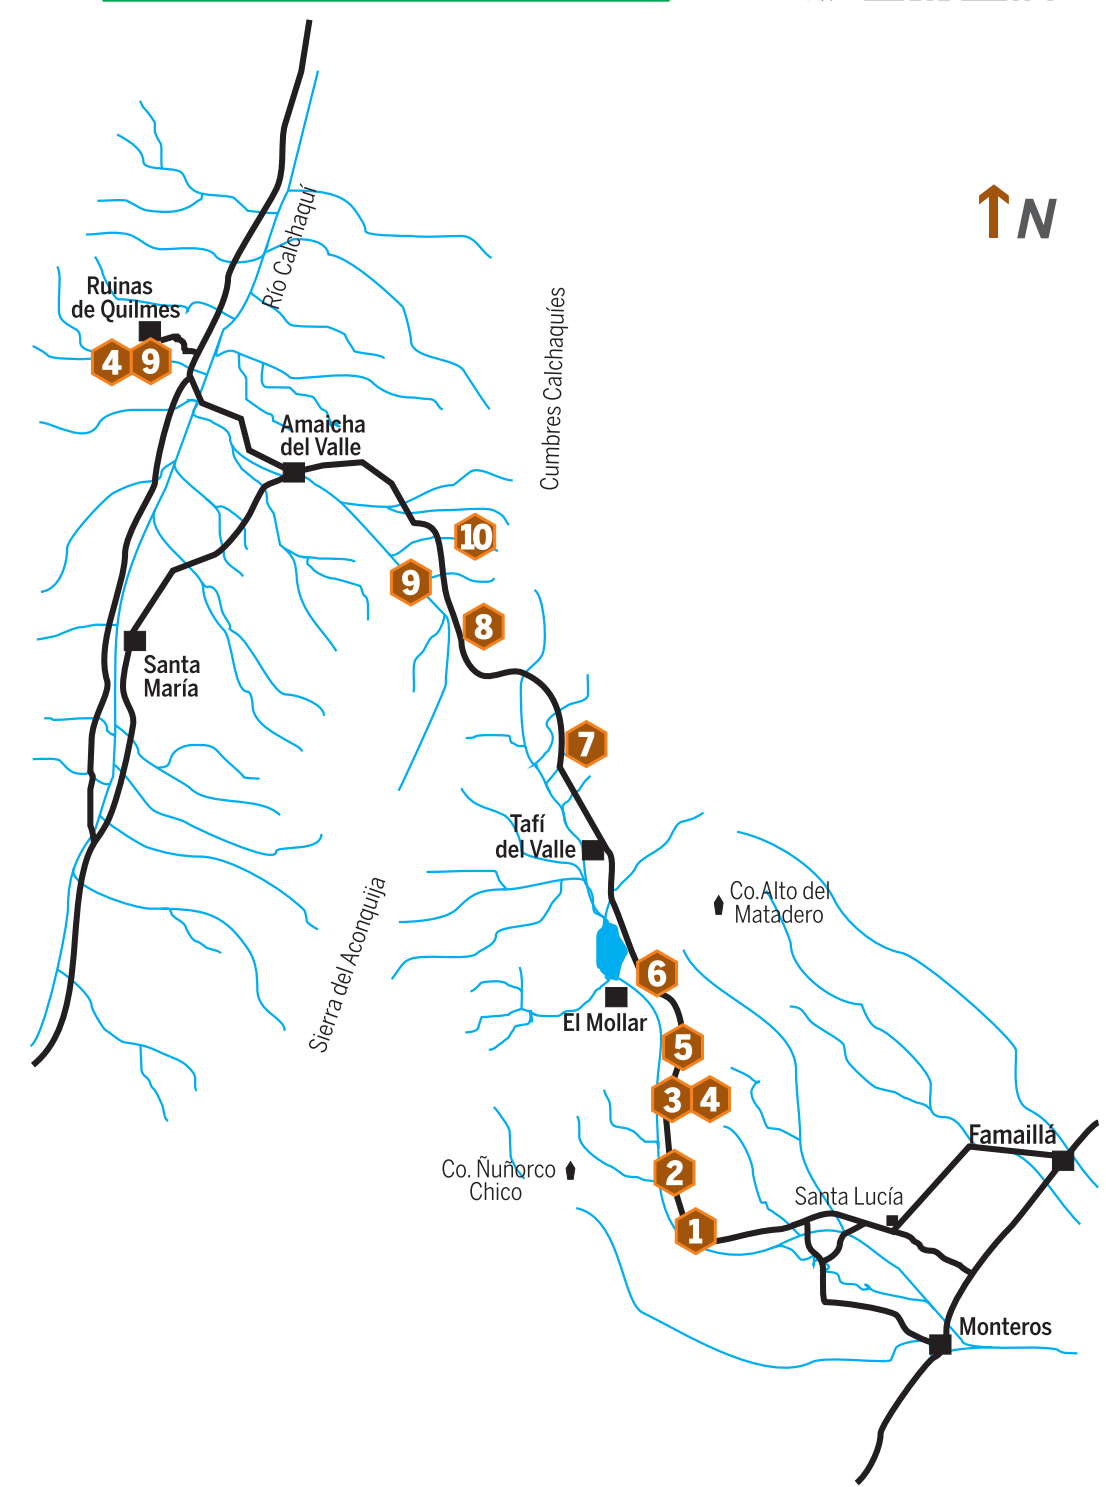 N
Río Calchaquí
Ruinas
de Quilmes
4
9
Cumbres Calchaquíes
Amaicha
del Valle
10
9
8
Santa
María
7
Tafí
del Valle
Co.Alto del
Matadero
Sierra del Aconquija
6
El Mollar
5
3
4
Famaillá
Co. Ñuñorco
Chico
2
Santa Lucía
1
Monteros